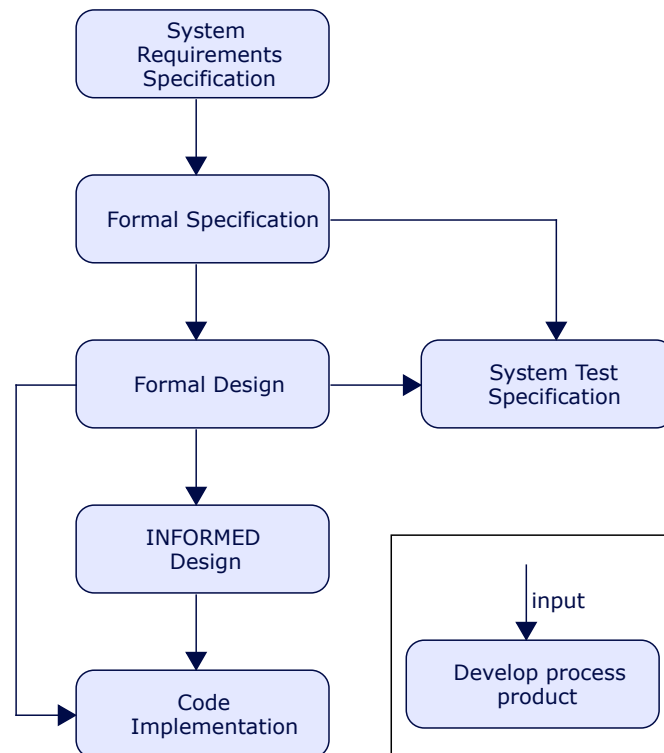 System
Requirements
Specification
Formal Specification
Formal Design
System Test
Specification
INFORMED
Design
input
Develop process
product
Code
Implementation